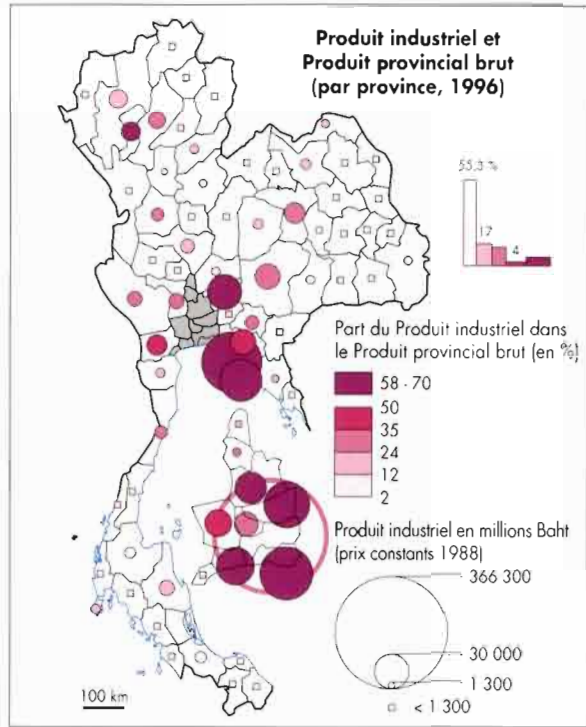 Produit industriel et
Produit provincial brut
(par province, 1996)
55.3 %
17
4
Part du Produit industriel dans
le Produit provincial brut (en %)
58 - 70
50
35
24
12
2
Produit industriel en millions Baht
(prix constants 1988)
366 300
30 000
1 300
< 1 300
100 km